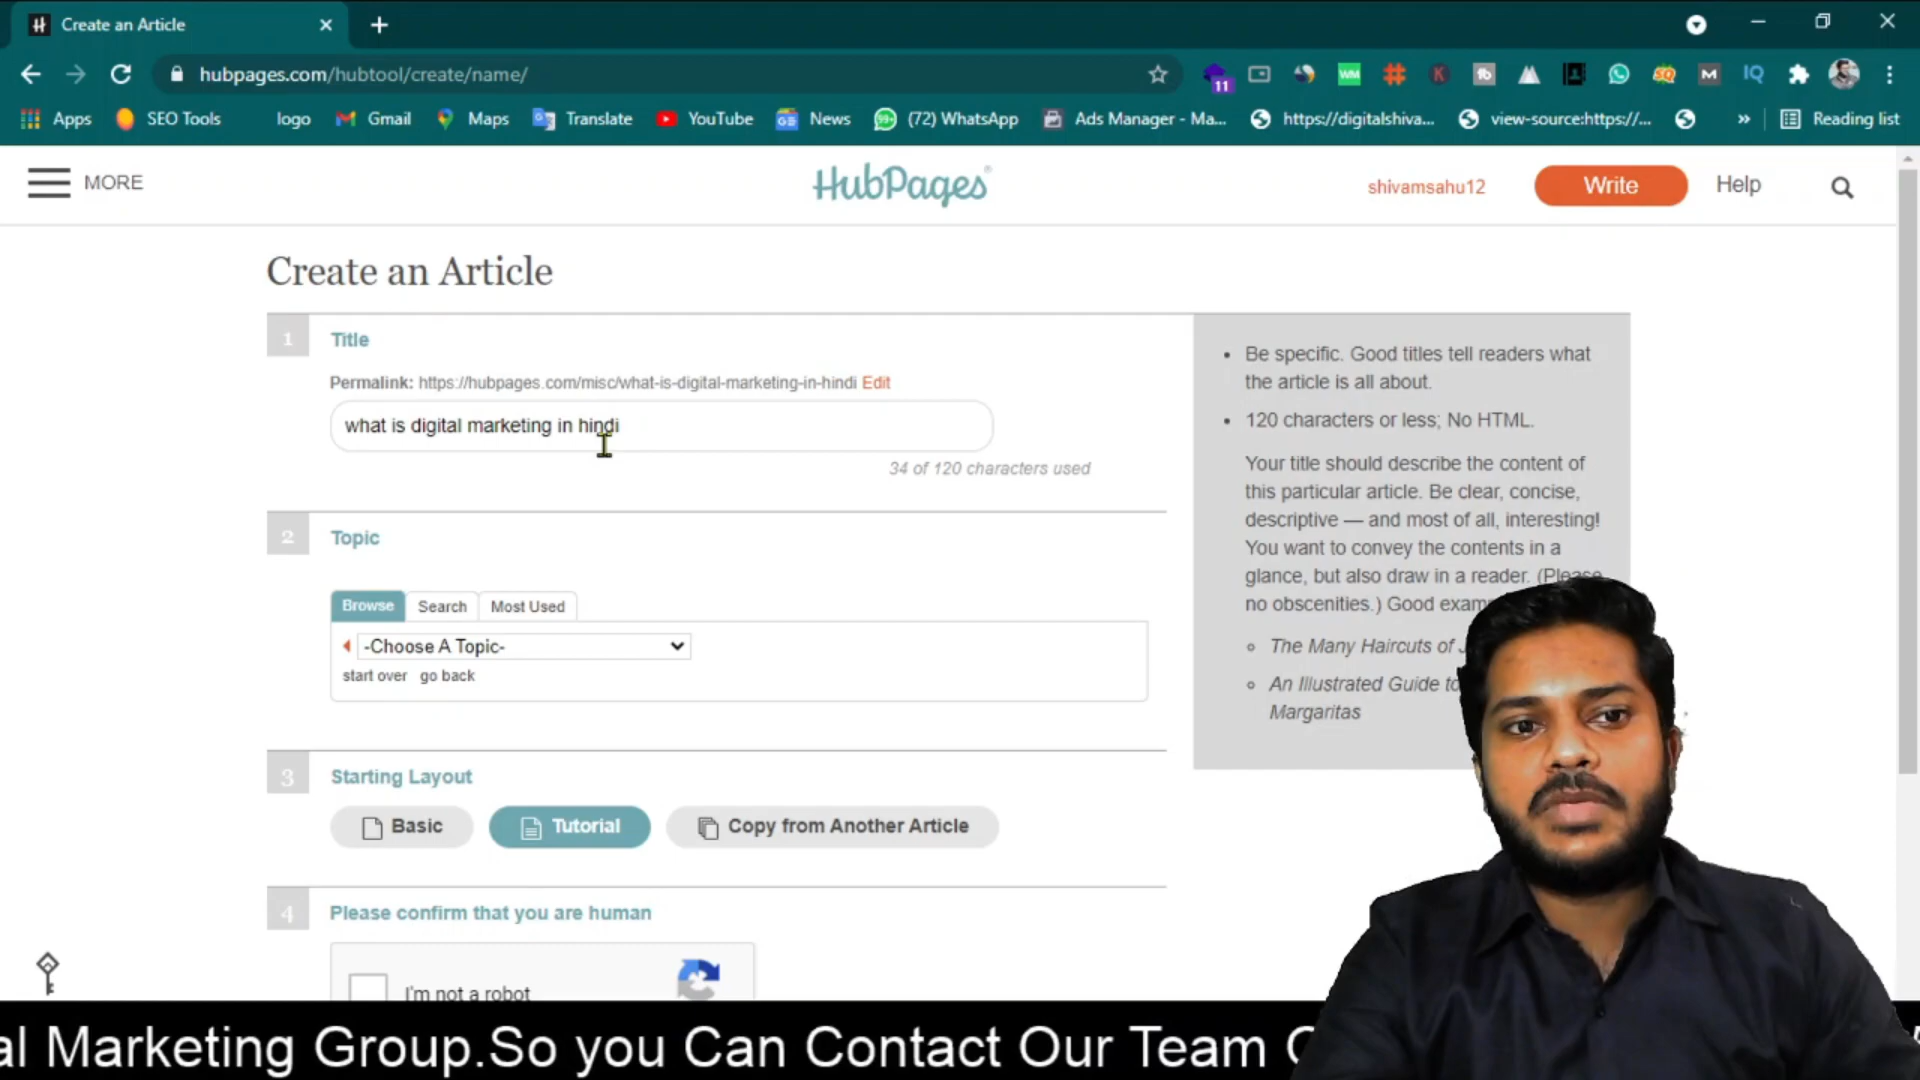 Create an Article
hubpages.com/hubtool/create/name/
11
WM
K
tb
SQ
M
IQ
Apps
SEO Tools
logo
Gmail
Maps
Translate
YouTube
News
99+
(72) WhatsApp
Ads Manager - Ma...
https://digitalshiva...
view-source:https://...
»
Reading list
MORE
HubPages
shivamsahu12
Write
Help
Create an Article
1
Title
Permalink: https://hubpages.com/misc/what-is-digital-marketing-in-hindi Edit
what is digital marketing in hindi
34 of 120 characters used
2
Topic
Browse
Search
Most Used
-Choose A Topic-
start over go back
3
Starting Layout
Basic
Tutorial
Copy from Another Article
4
Please confirm that you are human
I'm not a robot
• Be specific. Good titles tell readers what
the article is all about.
• 120 characters or less; No HTML.
Your title should describe the content of
this particular article. Be clear, concise,
descriptive — and most of all, interesting!
You want to convey the contents in a
glance, but also draw in a reader. (Please
no obscenities.) Good
The Many Haircuts of
An Illustrated Guide to
Margaritas
al Marketing Group.So you Can Contact Our Team